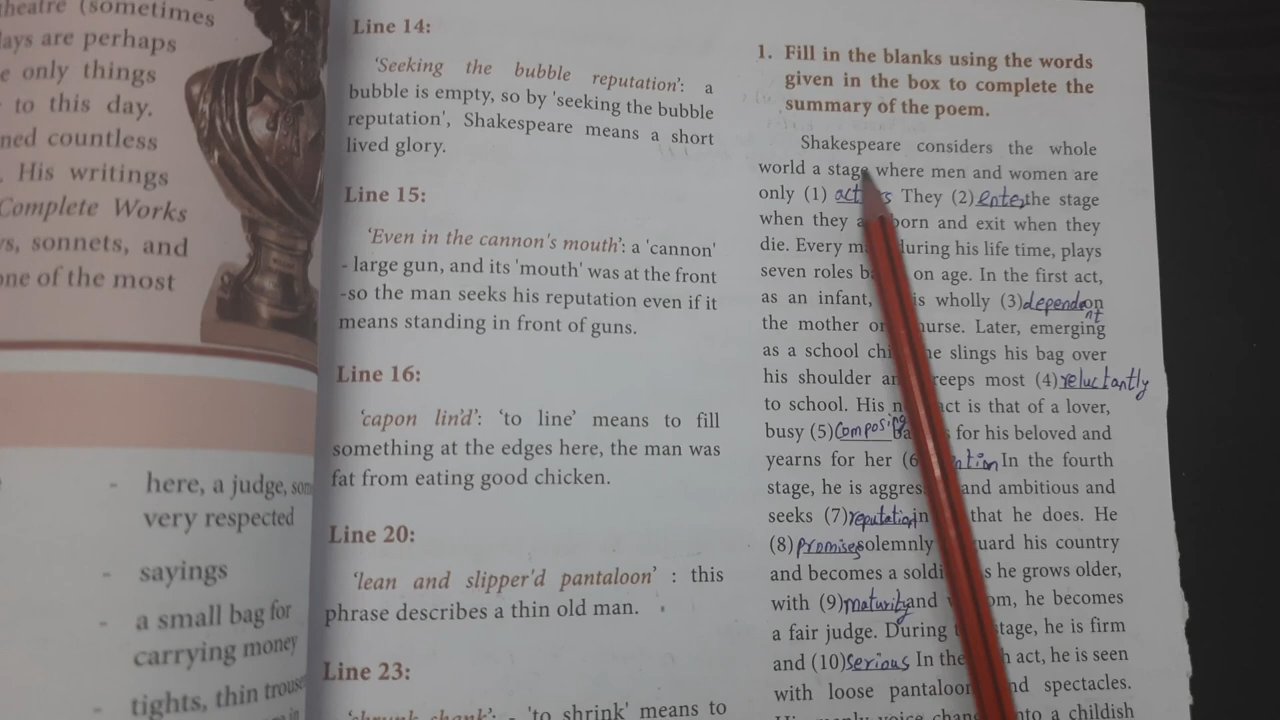 theatre (sometimes
plays are perhaps
only things
to this day.
countless
His writings
Complete Works
sonnets, and
one of the most
- here, a judge,
very respected
- sayings
- a small bag for
carrying money
- tights, thin
Line 14:
'Seeking the bubble reputation': a
bubble is empty, so by 'seeking the bubble
reputation', Shakespeare means a short
lived glory.
Line 15:
'Even in the cannon's mouth': a 'cannon'
- large gun, and its 'mouth' was at the front
-so the man seeks his reputation even if it
means standing in front of guns.
Line 16:
'capon lin'd': 'to line' means to fill
something at the edges here, the man was
fat from eating good chicken.
Line 20:
'lean and slipper'd pantaloon' : this
phrase describes a thin old man.
Line 23:
'shrunk shank': - 'to shrink' means to
1. Fill in the blanks using the words
given in the box to complete the
summary of the poem.
Shakespeare considers the whole
world a stage where men and women are
only (1) actors They (2) enter the stage
when they born and exit when they
die. Every during his life time, plays
seven roles on age. In the first act,
as an infant, is wholly (3) dependent on
the mother or nurse. Later, emerging
as a school he slings his bag over
his shoulder and creeps most (4) reluctantly
to school. His act is that of a lover,
busy (5) composing for his beloved and
yearns for her (6 In the fourth
stage, he is and ambitious and
seeks (7) reputation in that he does. He
(8) promises solemnly guard his country
and becomes a he grows older,
with (9) maturity and he becomes
a fair judge. During stage, he is firm
and (10) serious In the act, he is seen
with loose pantaloon and spectacles.
voice into a childish